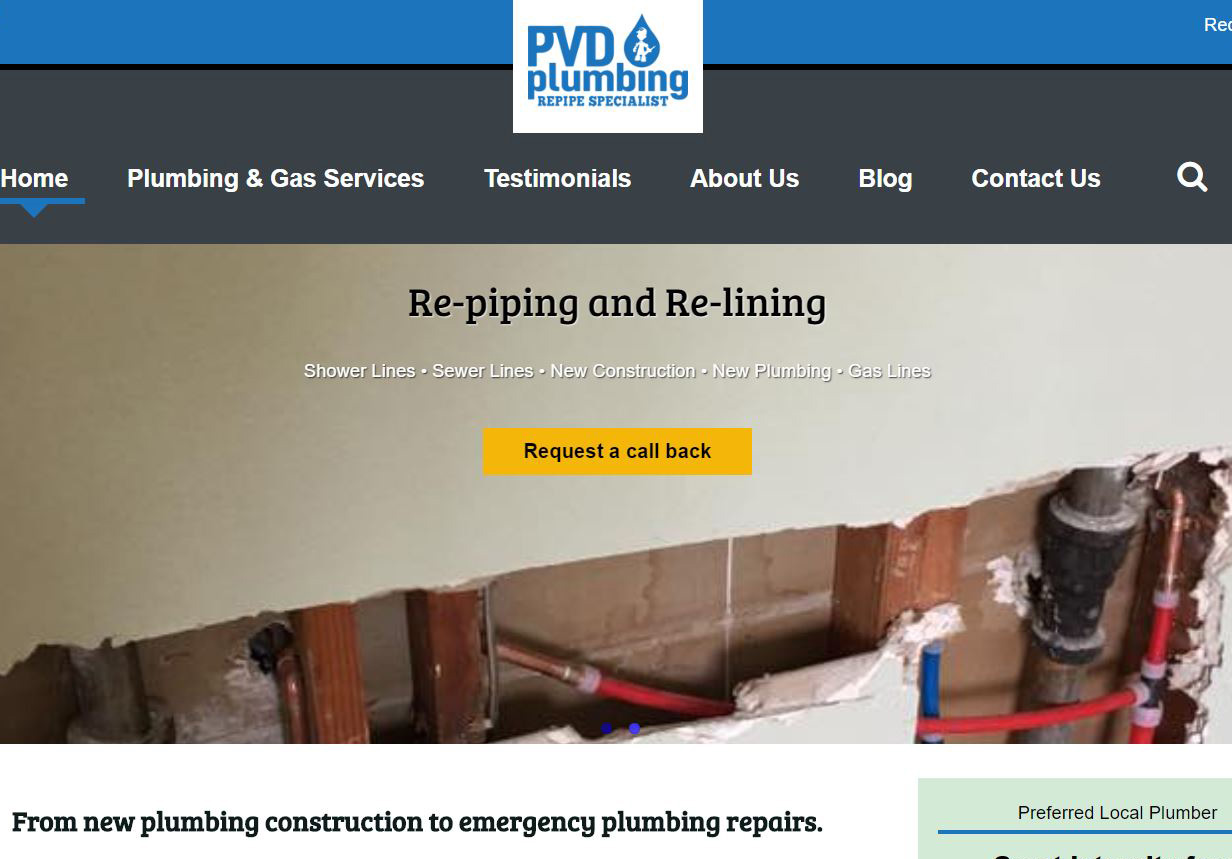 PVD
plumbing
REPIPE SPECIALIST
Home Plumbing & Gas Services Testimonials About Us Blog Contact Us
Re-piping and Re-lining
Shower Lines • Sewer Lines • New Construction • New Plumbing • Gas Lines
Request a call back
From new plumbing construction to emergency plumbing repairs.
Preferred Local Plumber